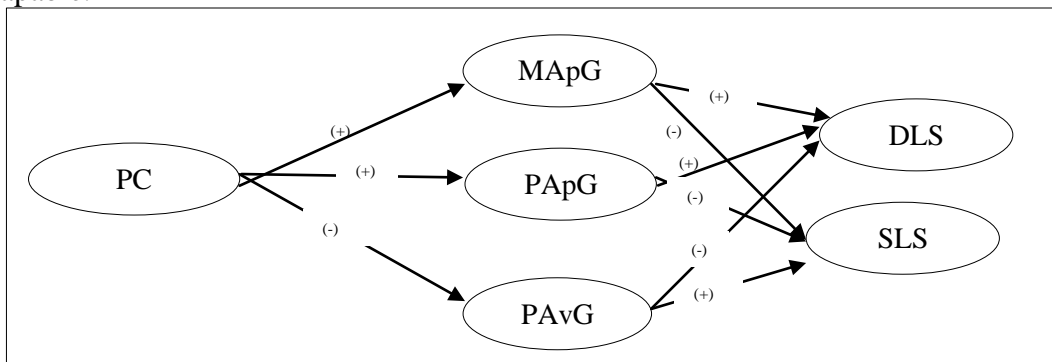 MApG
(+)
DLS
(+)
(-)
PC
(+)
PApG
(+)
(-)
(-)
SLS
(-)
(+)
PAvG